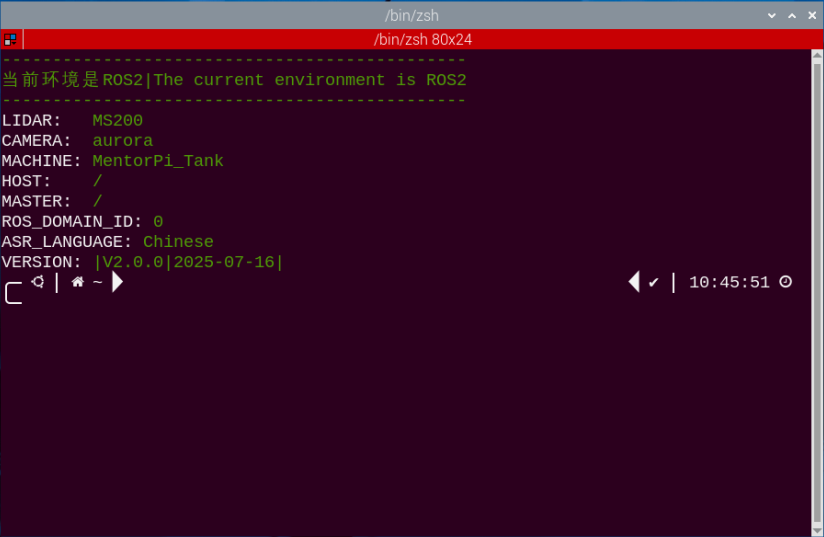 /bin/zsh
/bin/zsh 80x24
----------------------------------------------
当前环境是ROS2|The current environment is ROS2
----------------------------------------------
LIDAR: MS200
CAMERA: aurora
MACHINE: MentorPi_Tank
HOST: /
MASTER: /
ROS_DOMAIN_ID: 0
ASR_LANGUAGE: Chinese
VERSION: |V2.0.0|2025-07-16|
~ ✔ 10:45:51